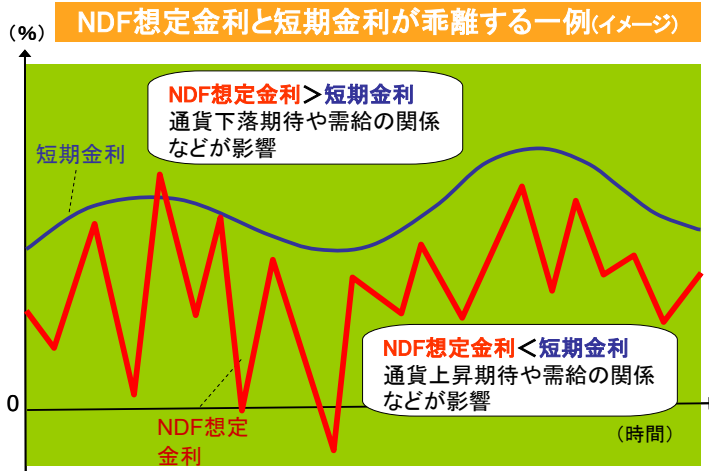 NDF想定金利と短期金利が乖離する一例(イメージ)
(%)
NDF想定金利>短期金利
通貨下落期待や需給の関係
などが影響
短期金利
NDF想定金利<短期金利
通貨上昇期待や需給の関係
などが影響
0
NDF想定
金利
(時間)